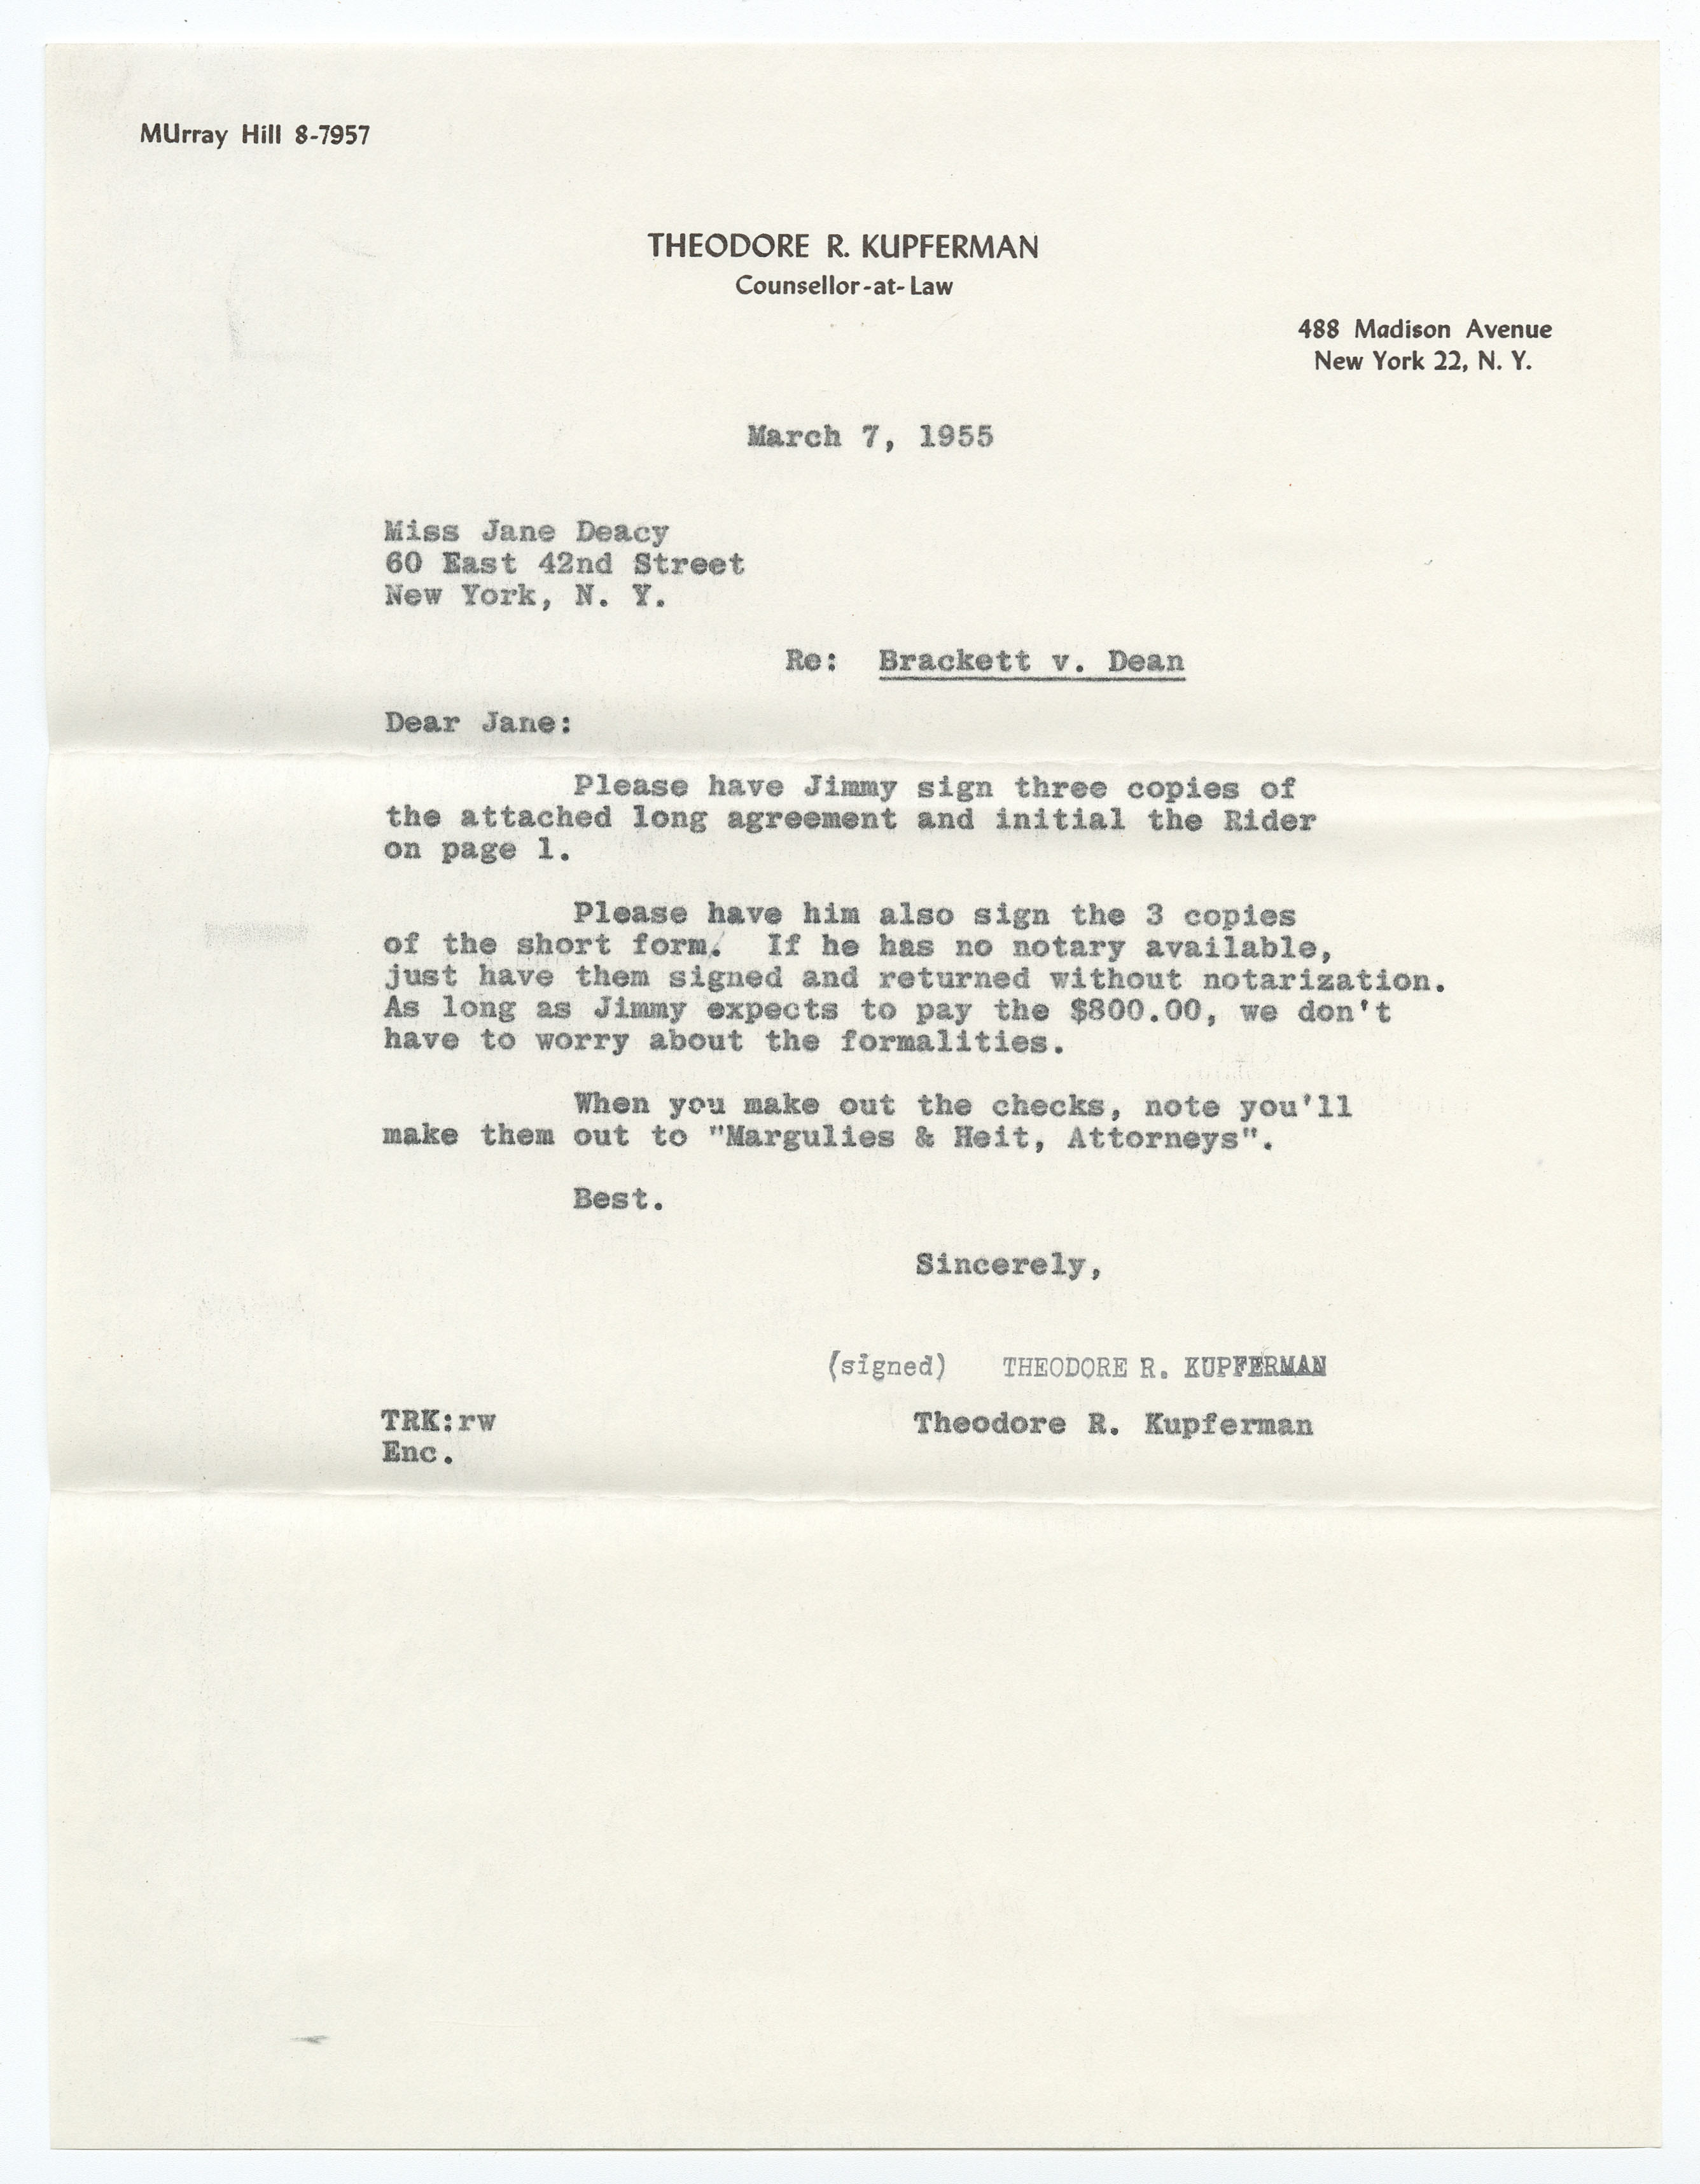 MUrray Hill 8-7957
THEODORE R. KUPFERMAN
Counsellor-at-Law
488 Madison Avenue
New York 22, N. Y.
March 7, 1955
Miss Jane Deacy
60 East 42nd Street
New York, N. Y.
Re: Brackett v. Dean
Dear Jane:
Please have Jimmy sign three copies of
the attached long agreement and initial the Rider
on page 1.
Please have him also sign the 3 copies
of the short form. If he has no notary available,
just have them signed and returned without notarization.
As long as Jimmy expects to pay the $800.00, we don't
have to worry about the formalities.
When you make out the checks, note you'll
make them out to "Margulies & Heit, Attorneys".
Best.
Sincerely,
(signed) THEODORE R. KUPFERMAN
TRK:rw Theodore R. Kupferman
Enc.